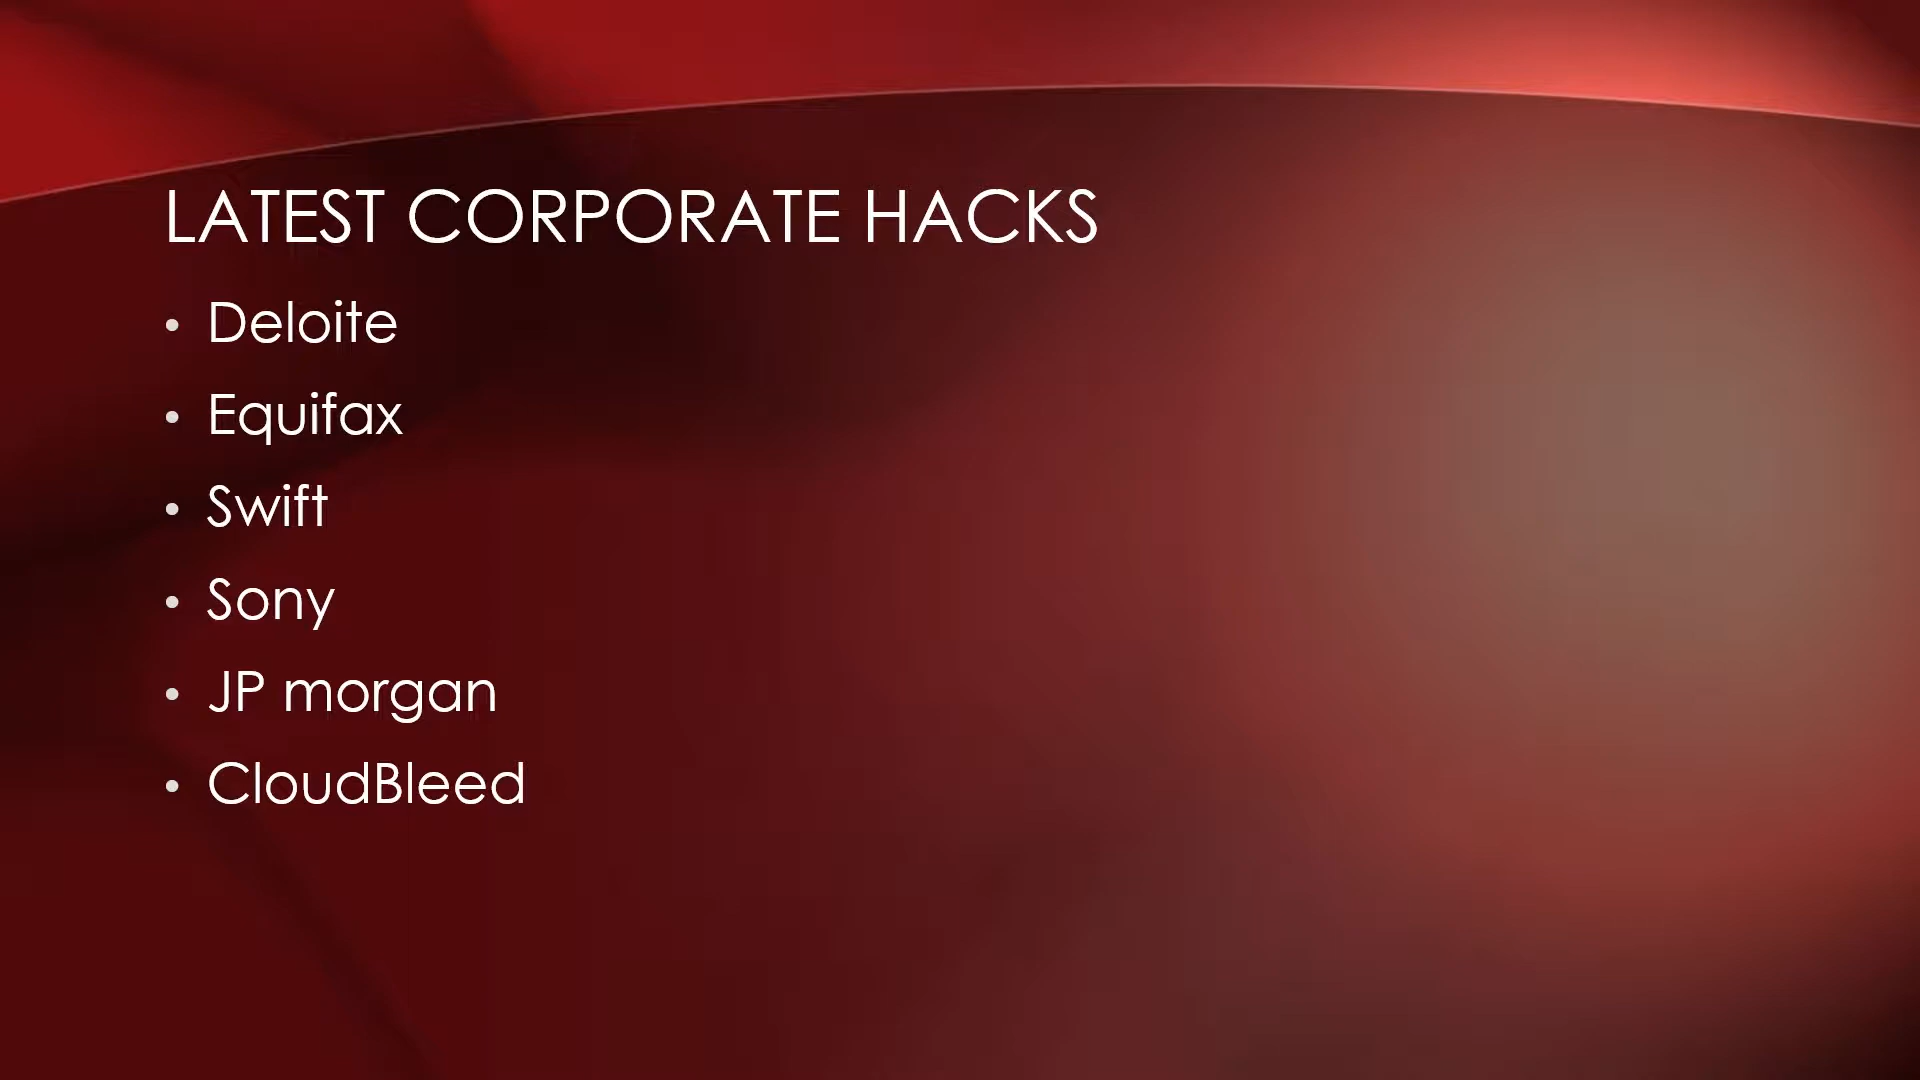 LATEST CORPORATE HACKS
• Deloite
• Equifax
• Swift
• Sony
• JP morgan
• CloudBleed